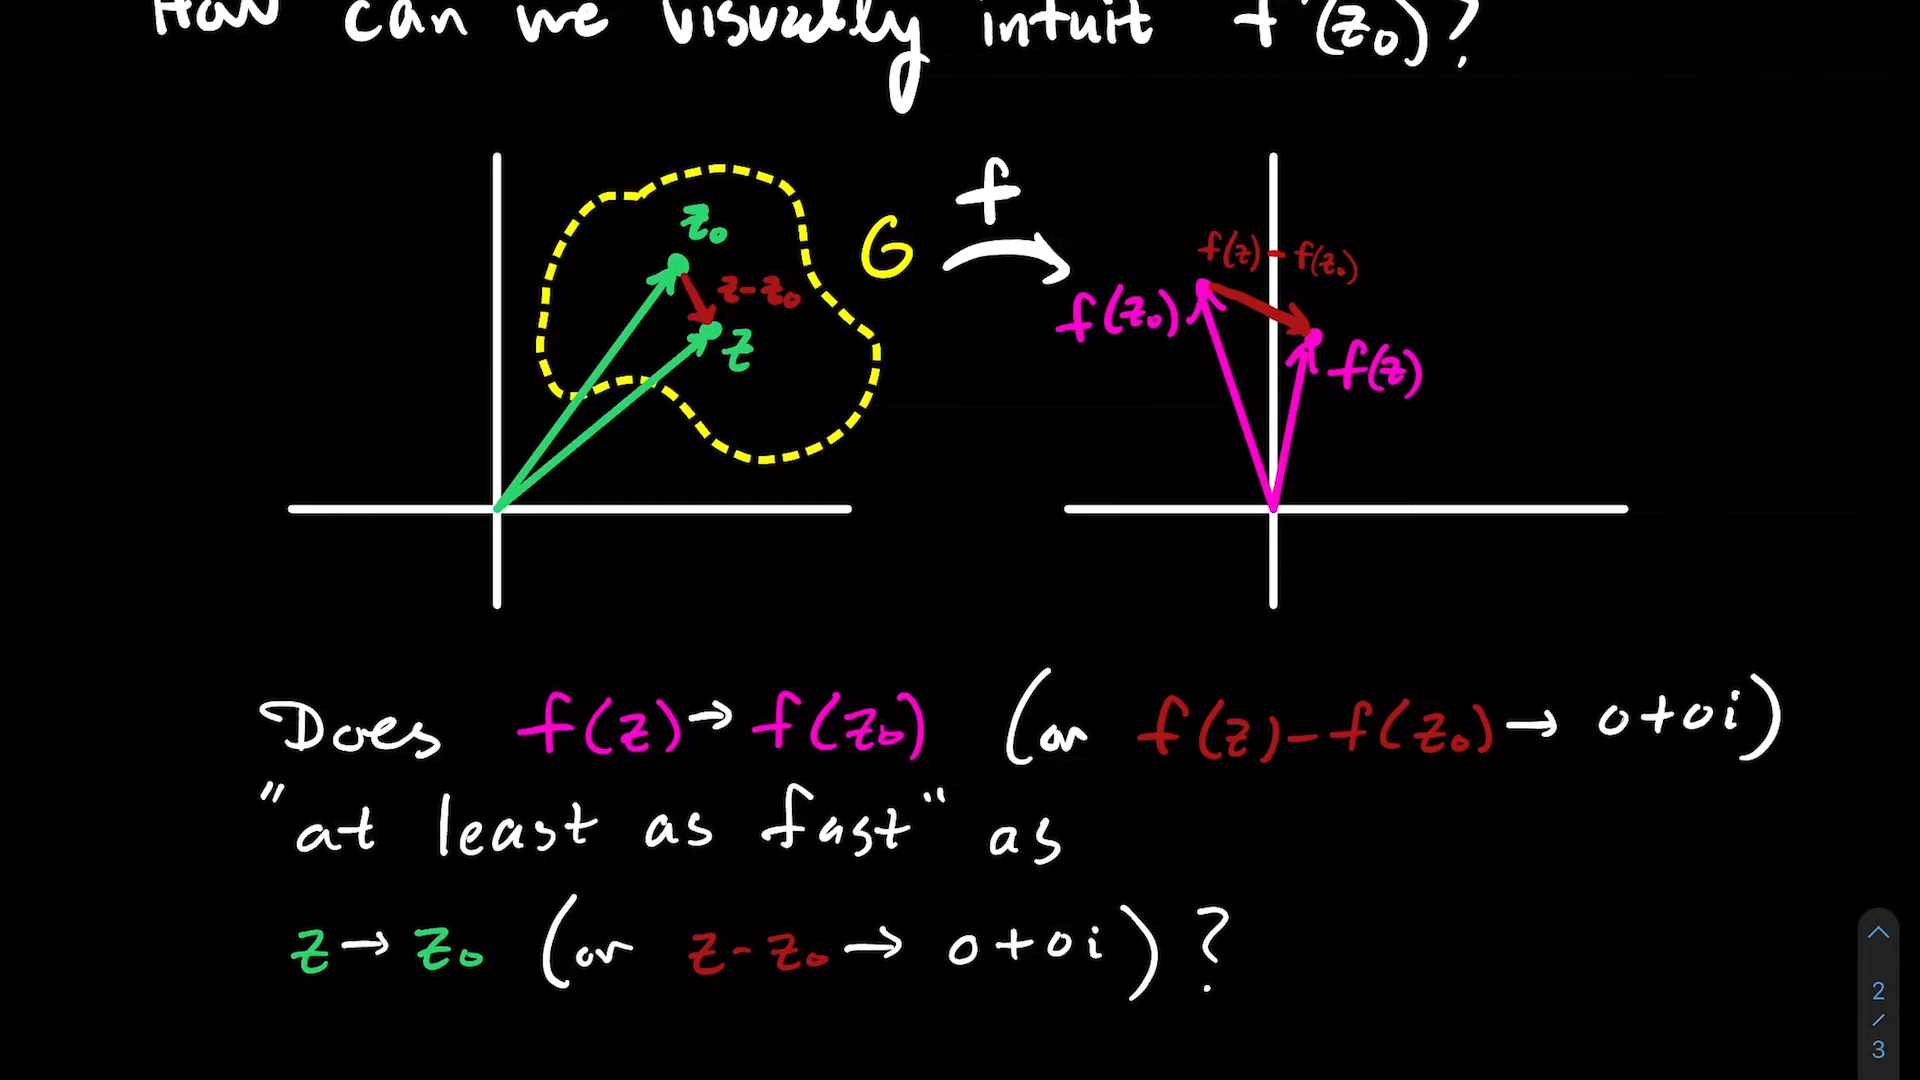 How can we visually intuit f'(z₀)?
f
z₀
G
z-z₀
z
f(z) - f(z₀)
f(z₀)
f(z)
Does f(z)→f(z₀) (or f(z)-f(z₀)→ 0+0i)
"at least as fast" as
z→z₀ (or z-z₀→ 0+0i)?
2
/
3